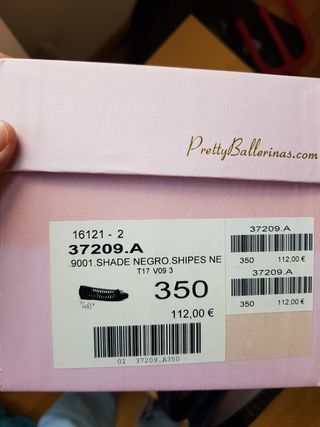 PrettyBallerinas.com
16121 - 2
37209.A
.9001.SHADE NEGRO.SHIPES NE
T17 V09 3
350
112,00 €
01 37209.A350
37209.A
350 112,00 €
37209.A
350 112,00 €